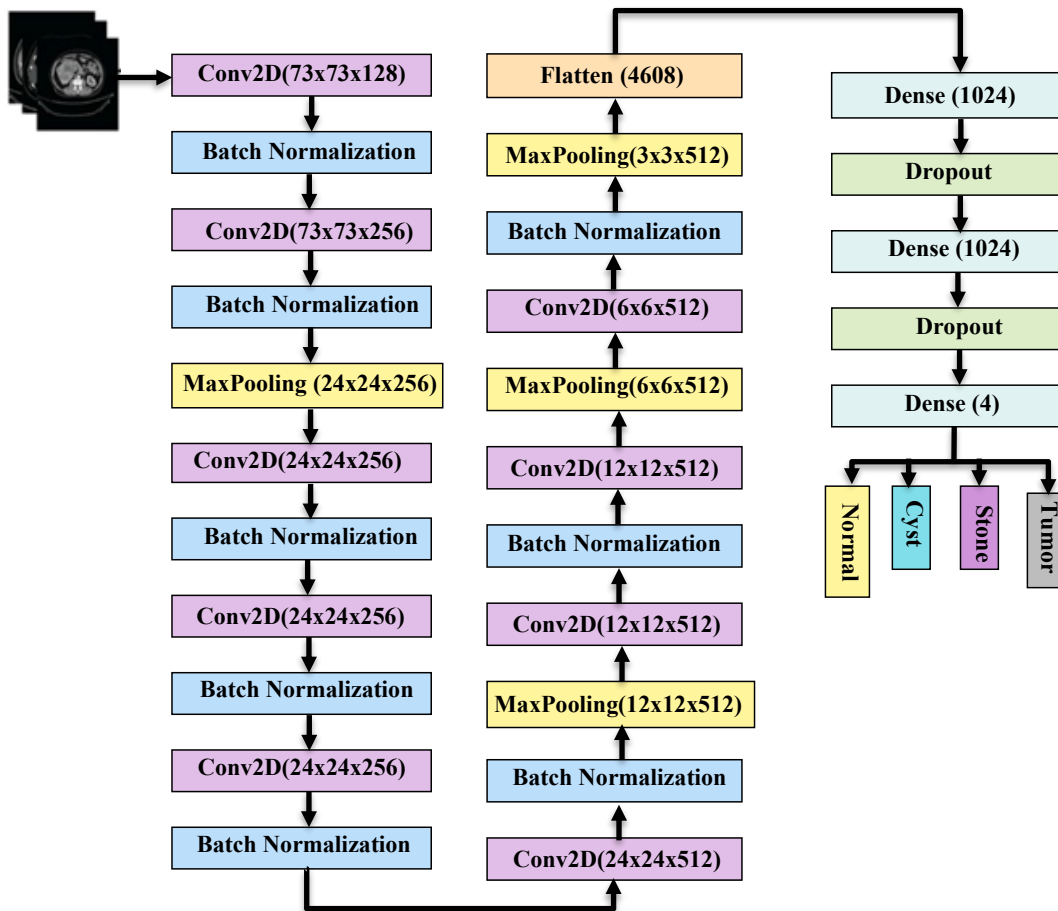 Conv2D(73x73x128)
Batch Normalization
Conv2D(73x73x256)
Batch Normalization
MaxPooling (24x24x256)
Conv2D(24x24x256)
Batch Normalization
Conv2D(24x24x256)
Batch Normalization
Conv2D(24x24x256)
Batch Normalization
Conv2D(24x24x512)
Batch Normalization
MaxPooling(12x12x512)
Conv2D(12x12x512)
Batch Normalization
Conv2D(12x12x512)
MaxPooling(6x6x512)
Conv2D(6x6x512)
Batch Normalization
MaxPooling(3x3x512)
Flatten (4608)
Dense (1024)
Dropout
Dense (1024)
Dropout
Dense (4)
Normal
Cyst
Stone
Tumor